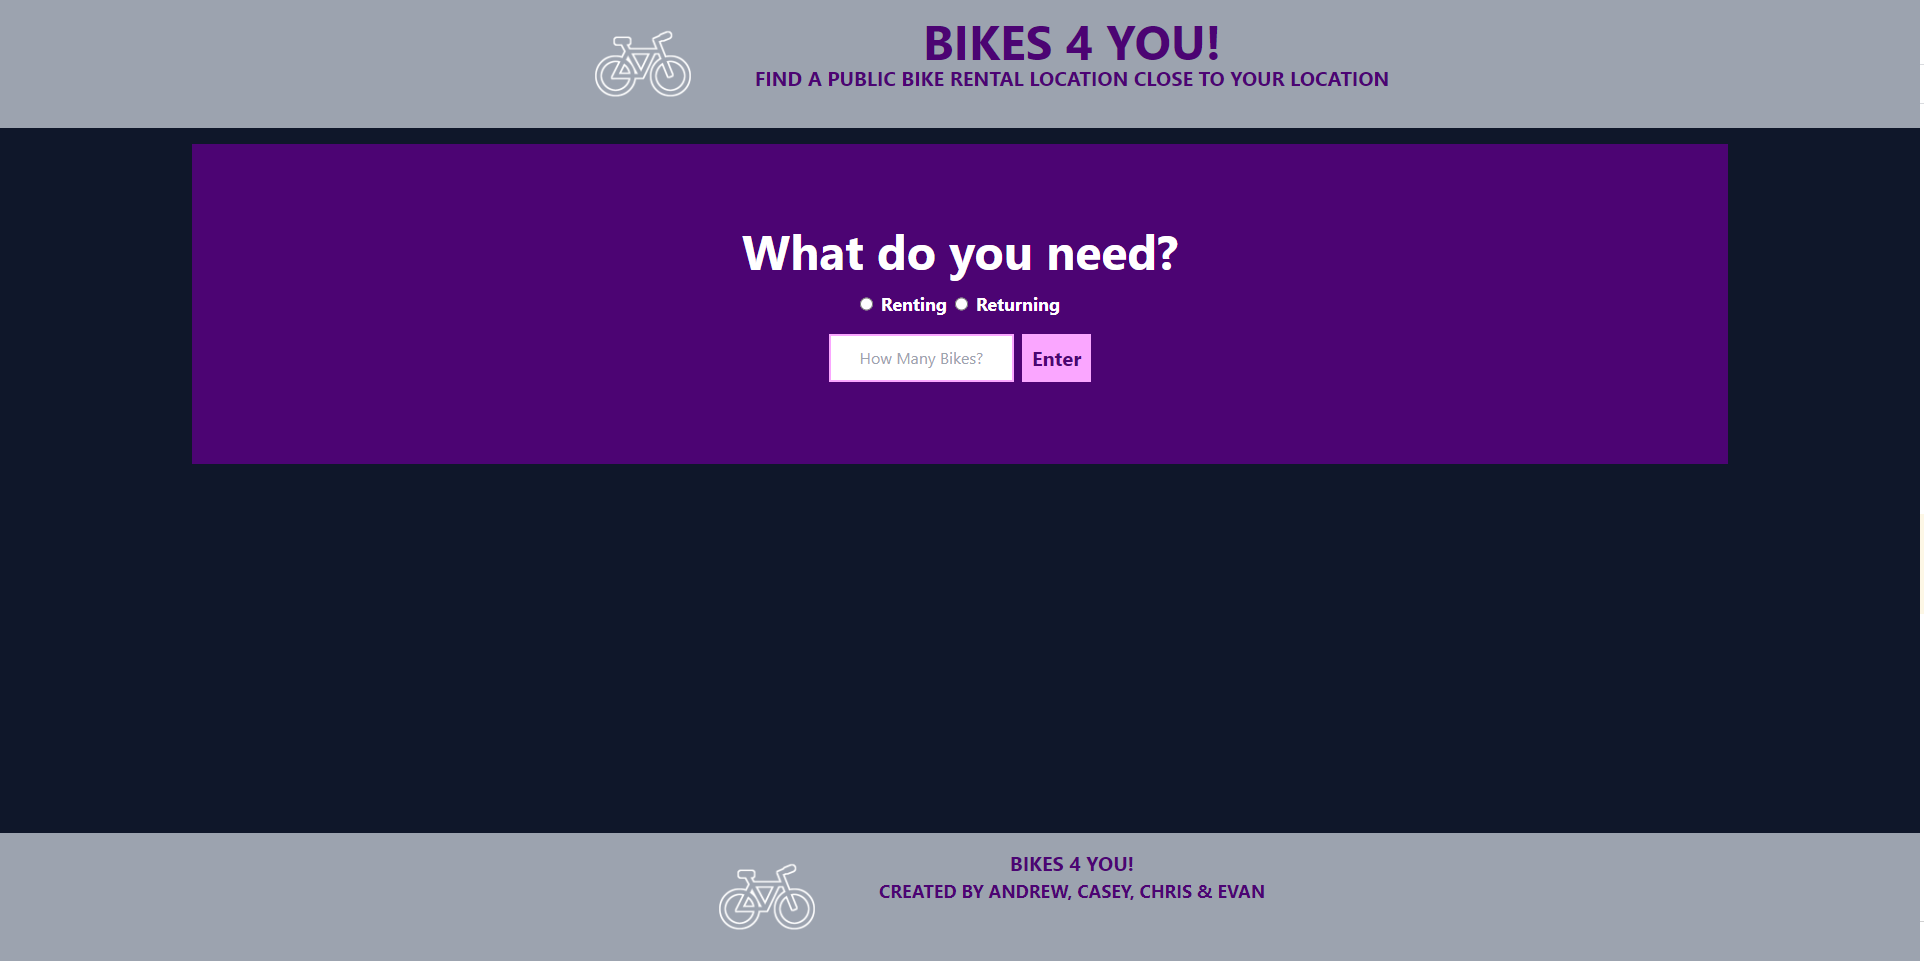 BIKES 4 YOU!
FIND A PUBLIC BIKE RENTAL LOCATION CLOSE TO YOUR LOCATION
What do you need?
Renting Returning
How Many Bikes? Enter
BIKES 4 YOU!
CREATED BY ANDREW, CASEY, CHRIS & EVAN